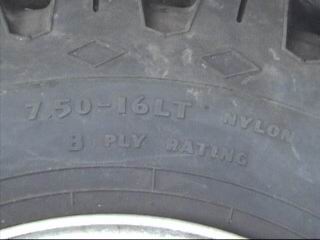 7.50-16LT NYLON
8 PLY RATING